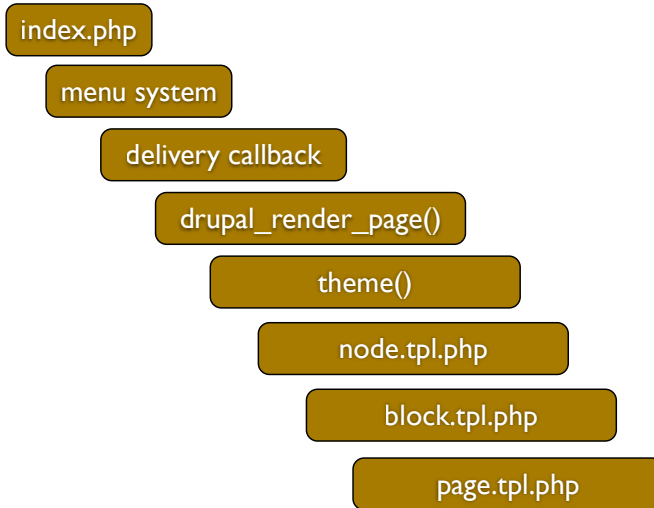 index.php
menu system
delivery callback
drupal_render_page()
theme()
node.tpl.php
block.tpl.php
page.tpl.php